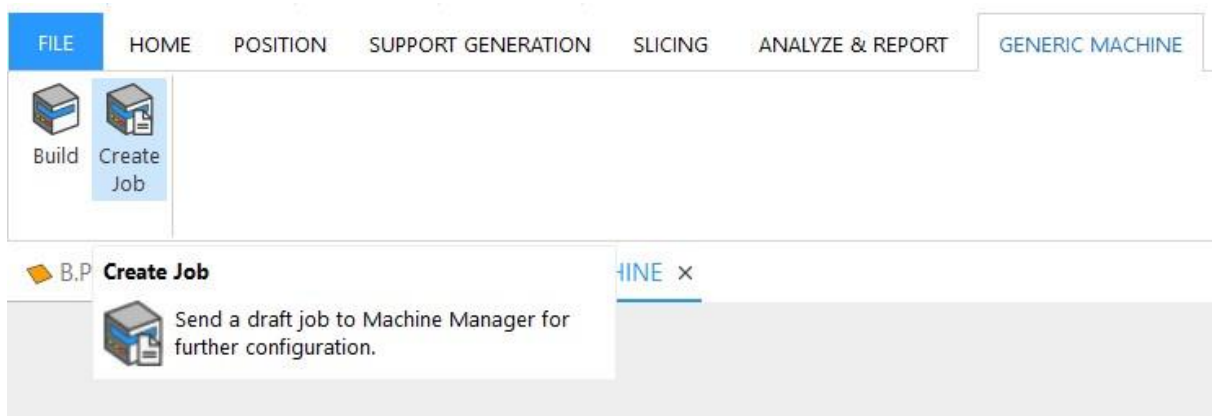 FILE HOME POSITION SUPPORT GENERATION SLICING ANALYZE & REPORT GENERIC MACHINE
Build Create
Job
B.P Create Job HINE ×
Send a draft job to Machine Manager for
further configuration.